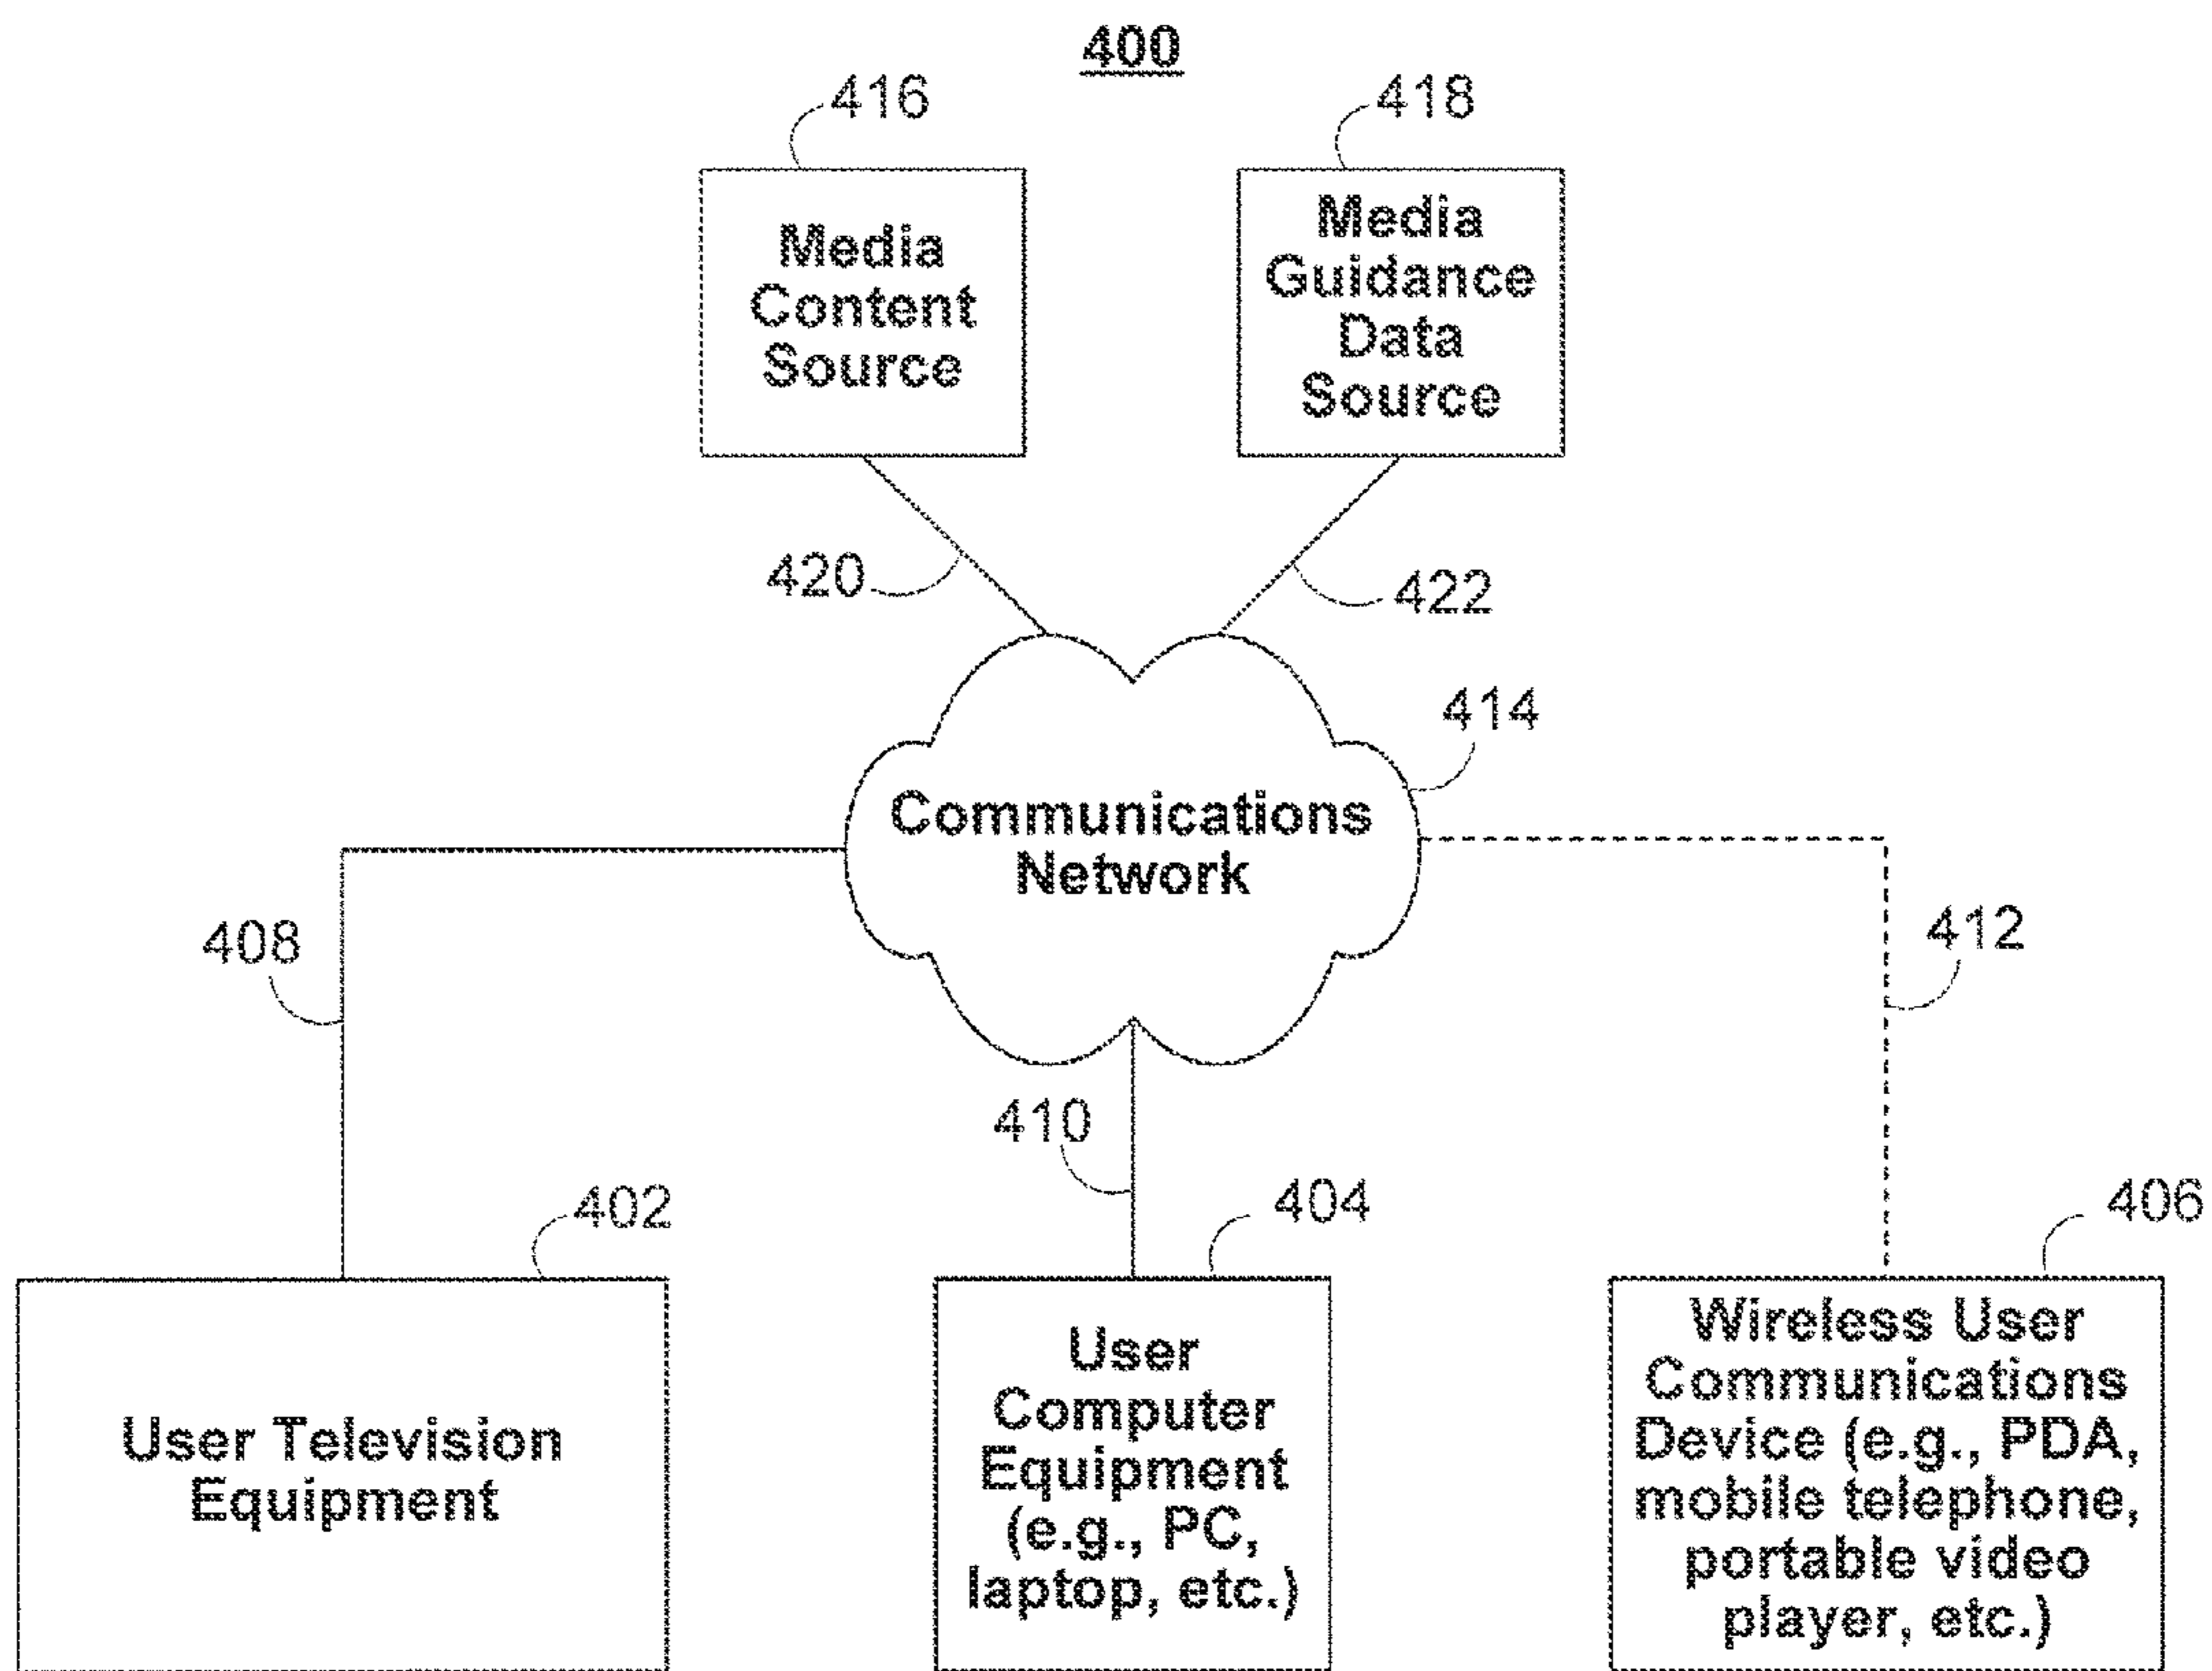 400
416
418
Media
Content
Source
Media
Guidance
Data
Source
420
422
414
Communications
Network
408
412
410
402
404
406
User Television
Equipment
User
Computer
Equipment
(e.g., PC,
laptop, etc.)
Wireless User
Communications
Device (e.g., PDA,
mobile telephone,
portable video
player, etc.)